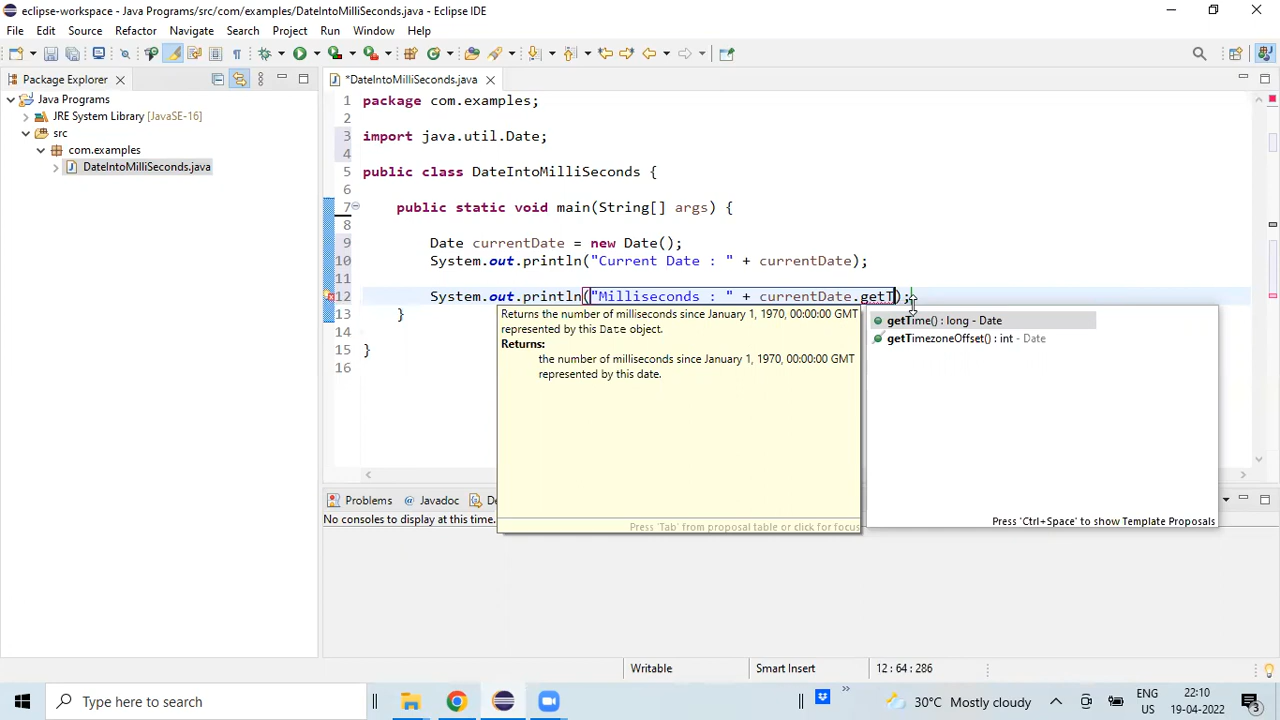 eclipse-workspace - Java Programs/src/com/examples/DateIntoMilliSeconds.java - Eclipse IDE
File Edit Source Refactor Navigate Search Project Run Window Help
Package Explorer
*DateIntoMilliSeconds.java
Java Programs
JRE System Library [JavaSE-16]
src
com.examples
DateIntoMilliSeconds.java
1 package com.examples;
2
3 import java.util.Date;
4
5 public class DateIntoMilliSeconds {
6
7 public static void main(String[] args) {
8
9 Date currentDate = new Date();
10 System.out.println("Current Date : " + currentDate);
11
12 System.out.println("Milliseconds : " + currentDate.getT);
13 }
14
15 }
16
Returns the number of milliseconds since January 1, 1970, 00:00:00 GMT
represented by this Date object.
Returns:
the number of milliseconds since January 1, 1970, 00:00:00 GMT
represented by this date.
Press 'Tab' from proposal table or click for focus
getTime() : long - Date
getTimezoneOffset() : int - Date
Press 'Ctrl+Space' to show Template Proposals
Problems @ Javadoc De
No consoles to display at this time.
Writable Smart Insert 12 : 64 : 286
Type here to search
30°C Mostly cloudy
ENG
US
22:10
19-04-2022
3